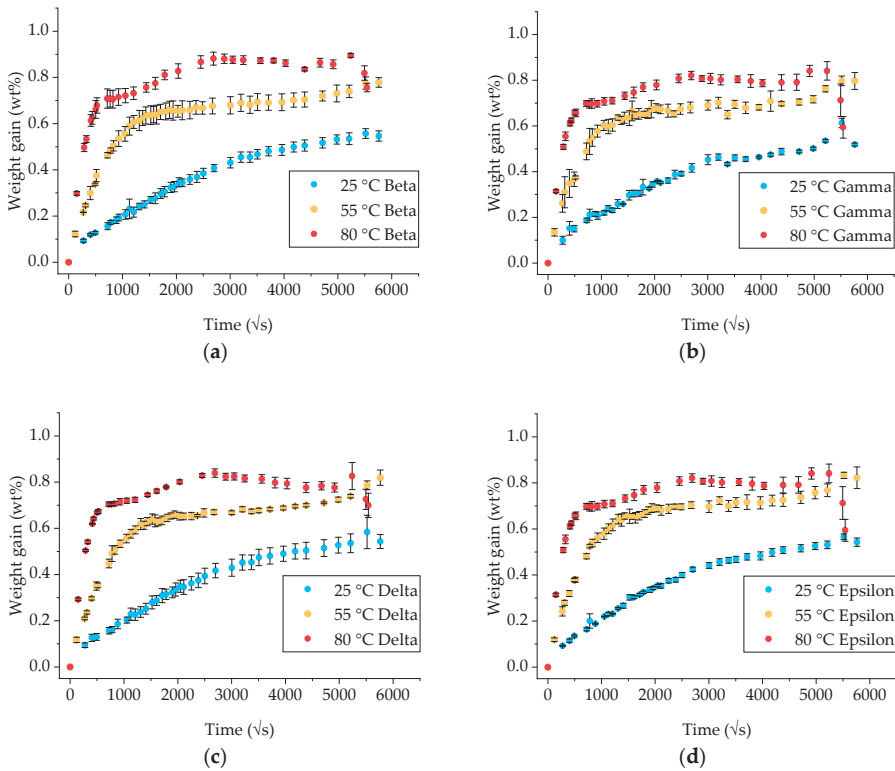 1.0
0.8
0.6
0.4
0.2
0.0
Weight gain (wt%)
25 °C Beta
55 °C Beta
80 °C Beta
0 1000 2000 3000 4000 5000 6000
Time (√s)
(a)
1.0
0.8
0.6
0.4
0.2
0.0
Weight gain (wt%)
25 °C Gamma
55 °C Gamma
80 °C Gamma
0 1000 2000 3000 4000 5000 6000
Time (√s)
(b)
1.0
0.8
0.6
0.4
0.2
0.0
Weight gain (wt%)
25 °C Delta
55 °C Delta
80 °C Delta
0 1000 2000 3000 4000 5000 6000
Time (√s)
(c)
1.0
0.8
0.6
0.4
0.2
0.0
Weight gain (wt%)
25 °C Epsilon
55 °C Epsilon
80 °C Epsilon
0 1000 2000 3000 4000 5000 6000
Time (√s)
(d)